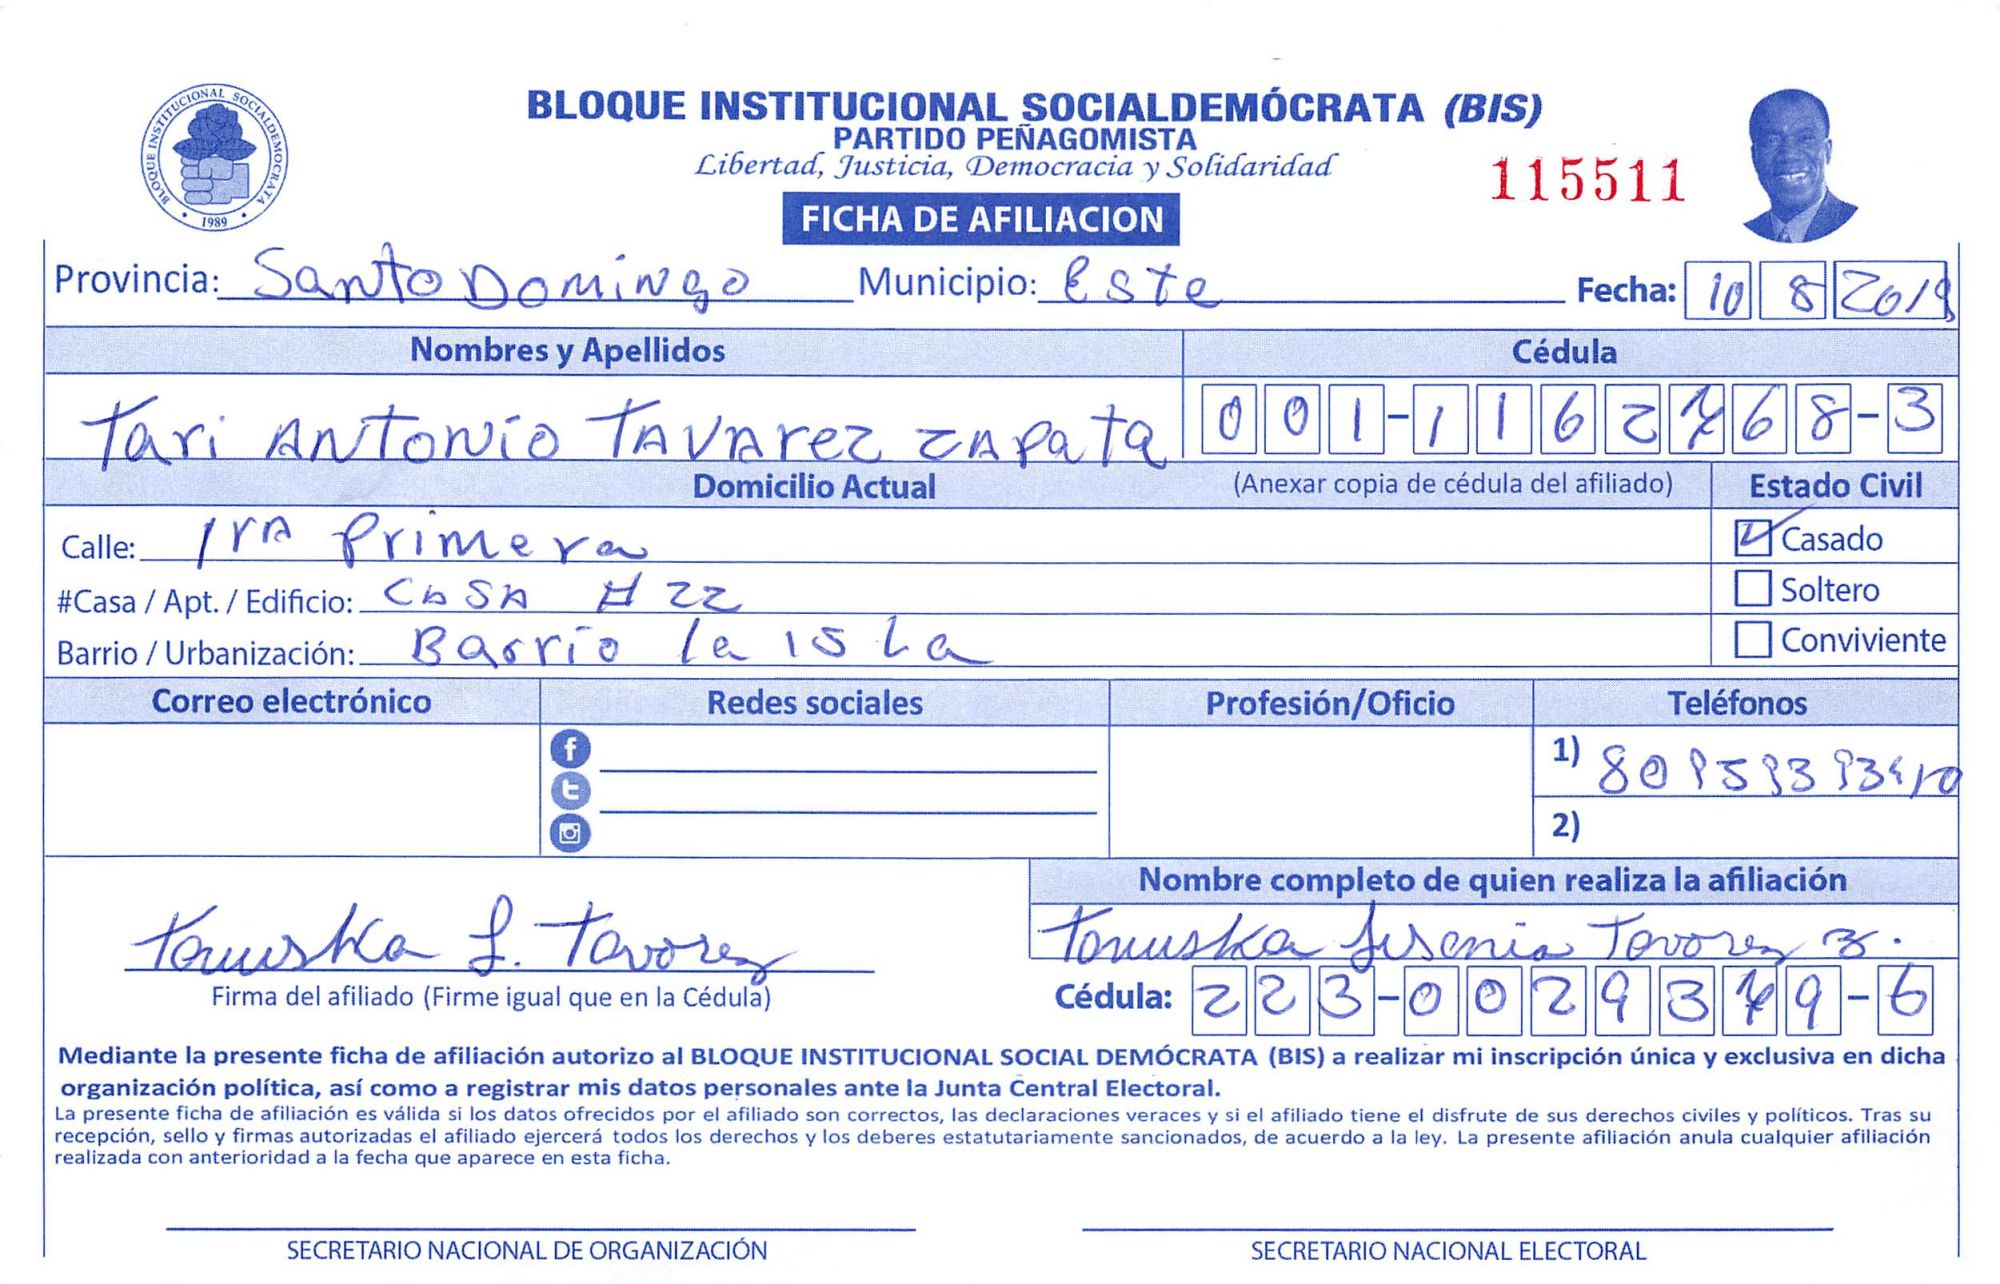 BLOQUE INSTITUCIONAL SOCIALDEMÓCRATA (BIS)
PARTIDO PEÑAGOMISTA
Libertad, Justicia, Democracia y Solidaridad
115511
FICHA DE AFILIACION
BLOQUE INSTITUCIONAL SOCIALDEMOCRATA
1989
Provincia: Santo Domingo Municipio: Este Fecha: 10 8 2019
Nombres y Apellidos Cédula
Tari Antonio Tavarez Zapata 001-1162768-3
Domicilio Actual (Anexar copia de cédula del afiliado) Estado Civil
Calle: 1ra Primera Casado
#Casa / Apt. / Edificio: Casa # 22 Soltero
Barrio / Urbanización: Barrio la isla Conviviente
Correo electrónico Redes sociales Profesión/Oficio Teléfonos
1)
2)
Nombre completo de quien realiza la afiliación
Tavarez
Tavarez Z.
Firma del afiliado (Firme igual que en la Cédula) Cédula: 223-0029379-6
Mediante la presente ficha de afiliación autorizo al BLOQUE INSTITUCIONAL SOCIAL DEMÓCRATA (BIS) a realizar mi inscripción única y exclusiva en dicha
organización política, así como a registrar mis datos personales ante la Junta Central Electoral.
La presente ficha de afiliación es válida si los datos ofrecidos por el afiliado son correctos, las declaraciones veraces y si el afiliado tiene el disfrute de sus derechos civiles y políticos. Tras su
recepción, sello y firmas autorizadas el afiliado ejercerá todos los derechos y los deberes estatutariamente sancionados, de acuerdo a la ley. La presente afiliación anula cualquier afiliación
realizada con anterioridad a la fecha que aparece en esta ficha.
SECRETARIO NACIONAL DE ORGANIZACIÓN SECRETARIO NACIONAL ELECTORAL